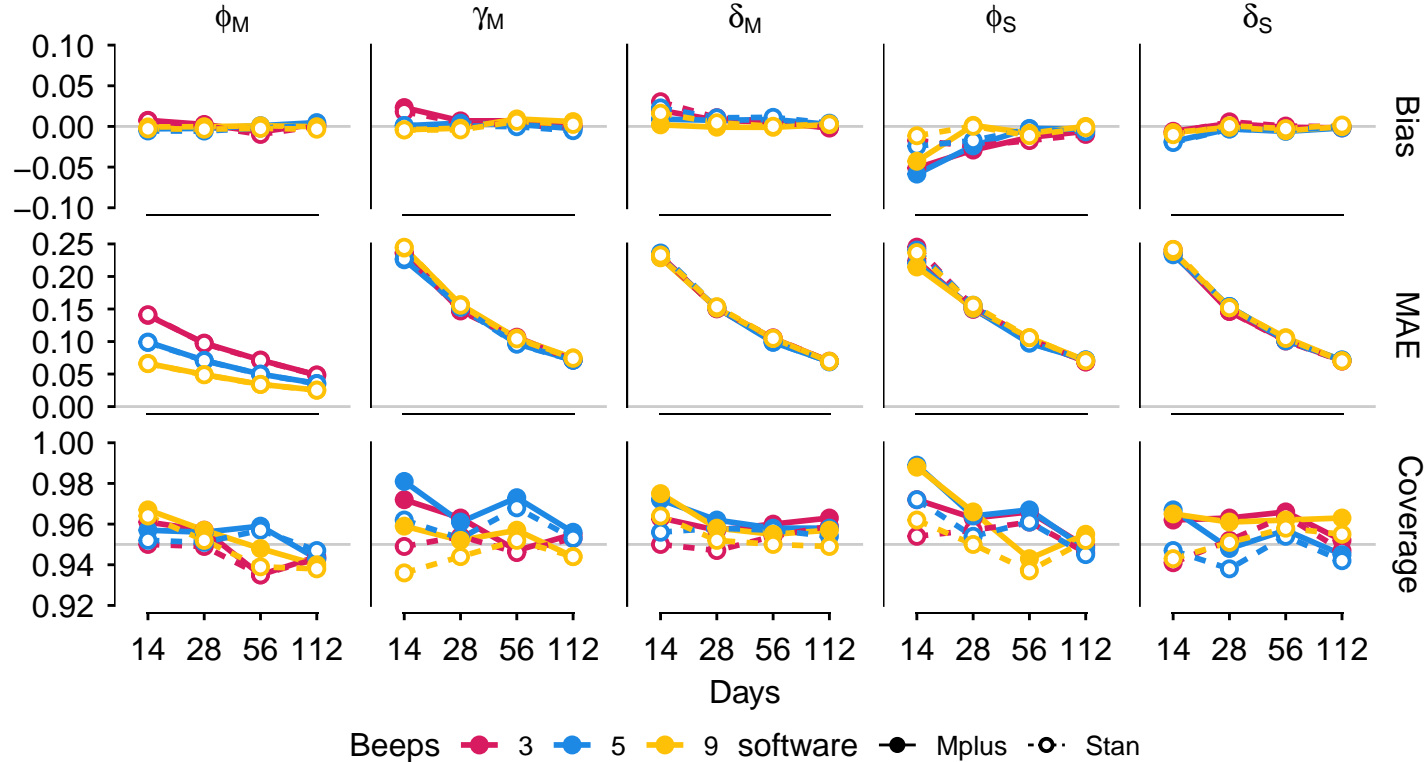 ϕM γM δM ϕS δS
0.10
0.05
0.00
−0.05
−0.10
Bias
0.25
0.20
0.15
0.10
0.05
0.00
MAE
1.00
0.98
0.96
0.94
0.92
Coverage
14 28 56 112 14 28 56 112 14 28 56 112 14 28 56 112 14 28 56 112
Days
Beeps 3 5 9 software Mplus Stan